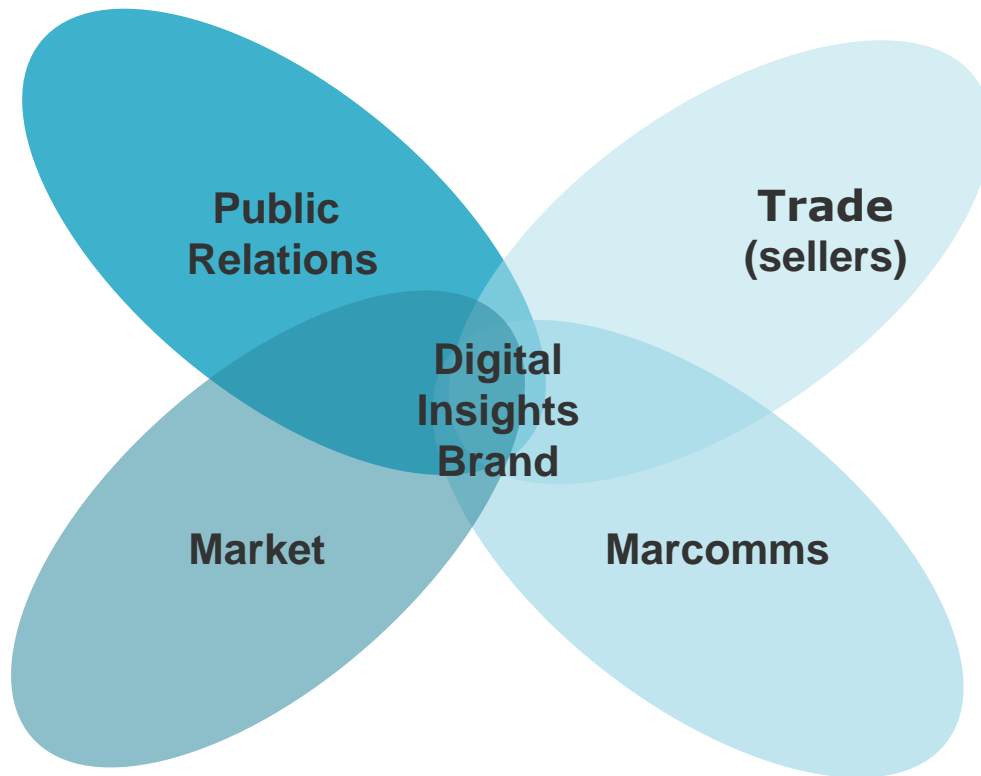 Public
Relations
Trade
(sellers)
Digital
Insights
Brand
Market
Marcomms